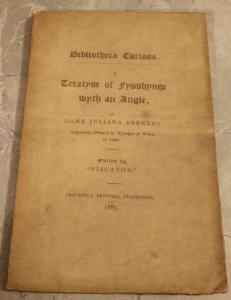 Bibliotheca Curiosa.
A
Treatyse of Fysshynge
wyth an Angle,
BY
DAME JULIANA BERNERS.
Originally Printed by Wynkyn de Worde
in 1496.
Edited by
"PISCATOR."
PRIVATELY PRINTED, EDINBURGH.
1885.